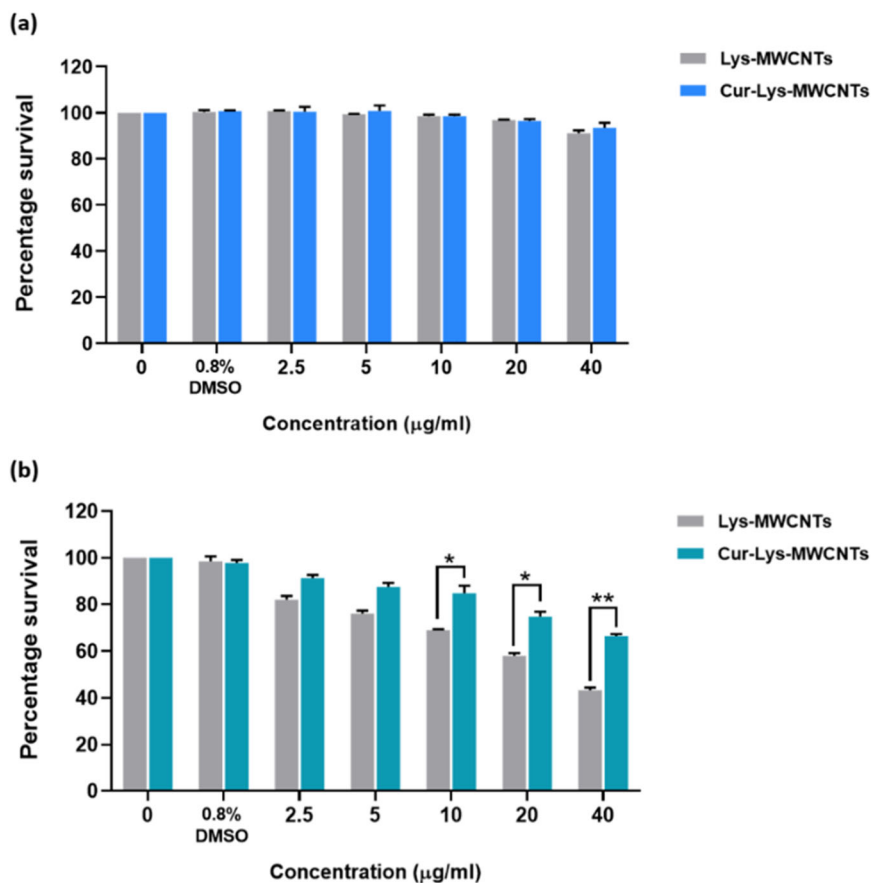 (a)
Lys-MWCNTs
Cur-Lys-MWCNTs
Percentage survival
120
100
80
60
40
20
0
0 0.8% DMSO 2.5 5 10 20 40
Concentration (µg/ml)
(b)
Lys-MWCNTs
Cur-Lys-MWCNTs
Percentage survival
120
100
80
60
40
20
0
* * **
0 0.8% DMSO 2.5 5 10 20 40
Concentration (µg/ml)